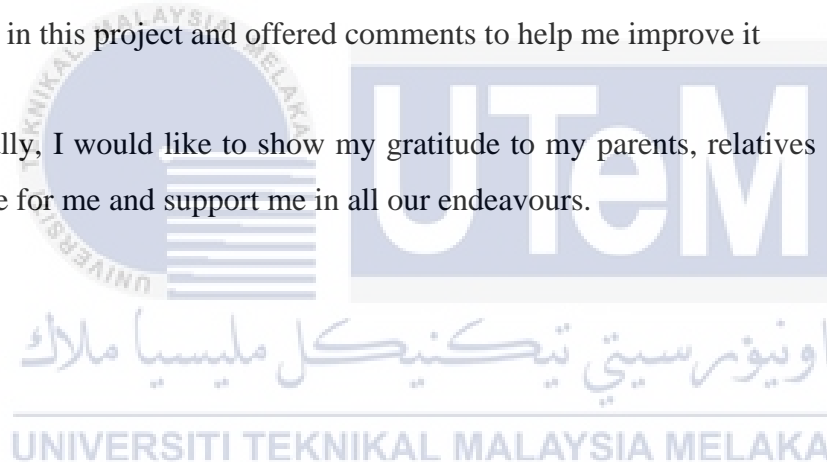 in this project and offered comments to help me improve it
lly, I would like to show my gratitude to my parents, relatives
e for me and support me in all our endeavours.
UTeM
اونيۏرسيتي تيكنيكل مليسيا ملاك
UNIVERSITI TEKNIKAL MALAYSIA MELAKA